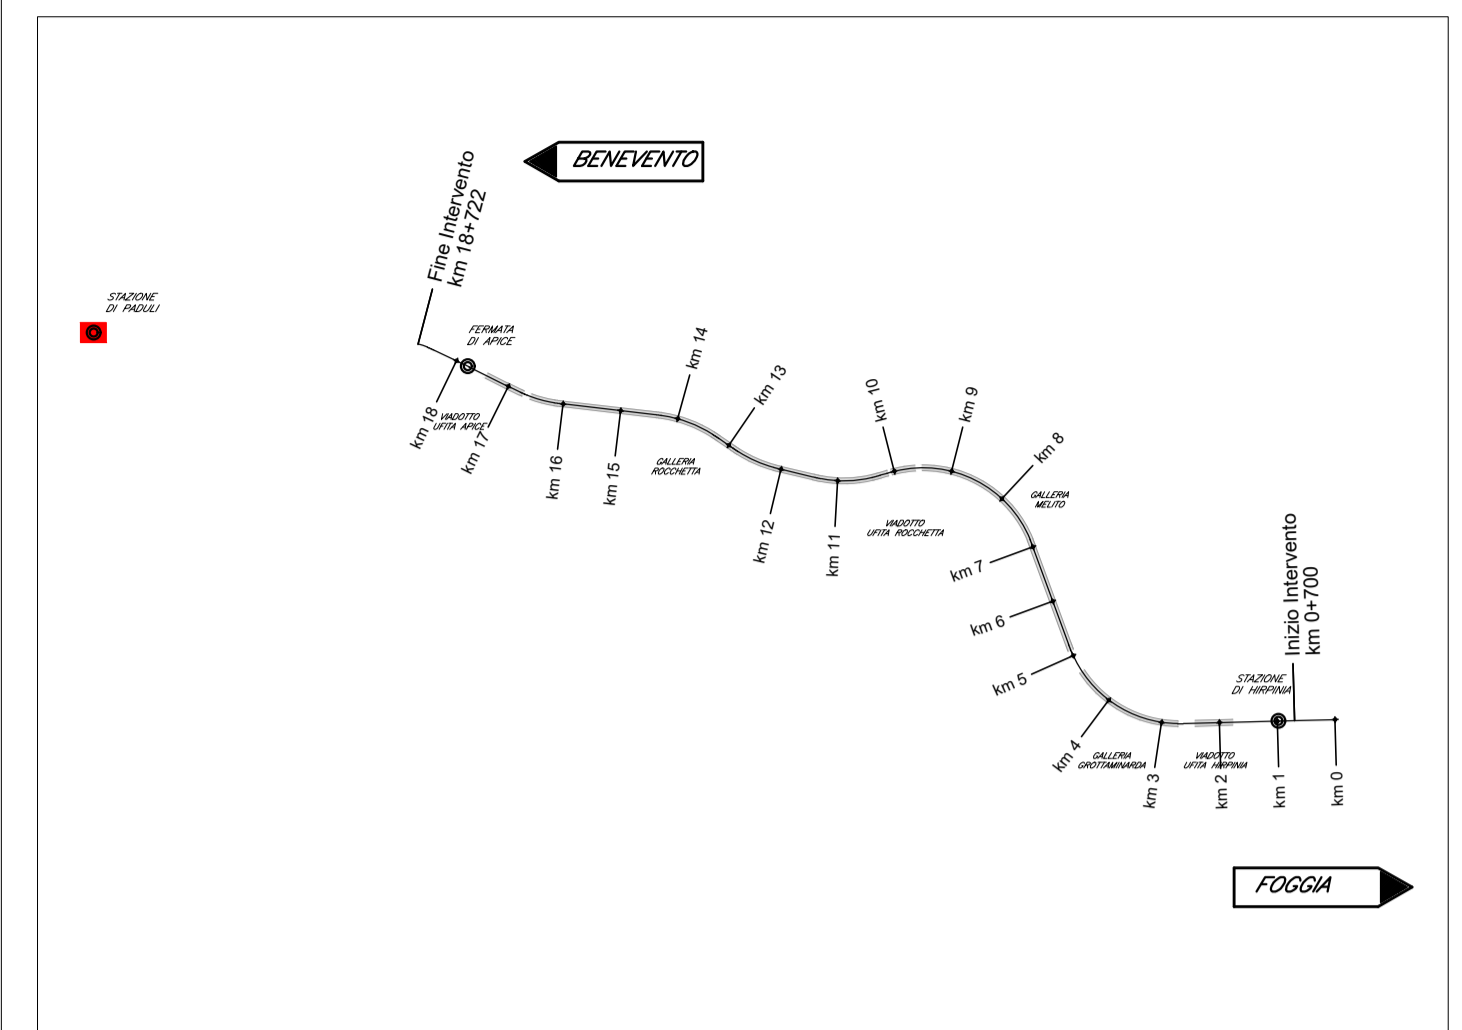 BENEVENTO
Fine Intervento
km 18+722
STAZIONE
DI PADULI
FERMATA
DI APICE
km 18
VIADOTTO
UFITA APICE
km 17
km 16
km 15
GALLERIA
ROCCHETTA
km 14
km 13
km 12
km 11
VIADOTTO
UFITA ROCCHETTA
km 10
km 9
km 8
GALLERIA
MELITO
km 7
km 6
km 5
km 4
GALLERIA
GROTTAMINARDA
km 3
VIADOTTO
UFITA HIRPINIA
km 2
STAZIONE
DI HIRPINIA
km 1
Inizio Intervento
km 0+700
km 0
FOGGIA